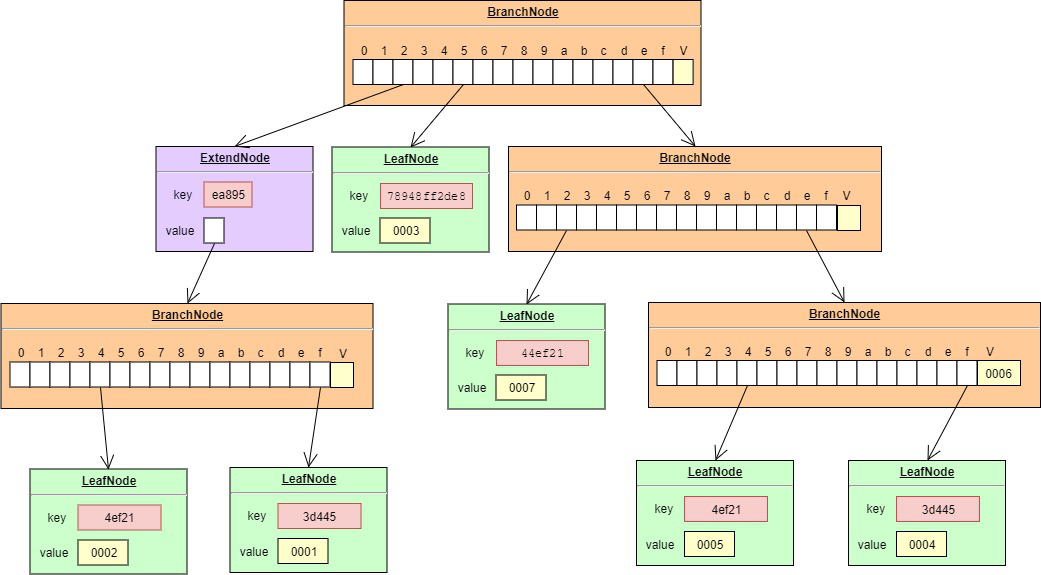 BranchNode
0 1 2 3 4 5 6 7 8 9 a b c d e f V
ExtendNode
key ea895
value
LeafNode
key 78948ff2de8
value 0003
BranchNode
0 1 2 3 4 5 6 7 8 9 a b c d e f V
BranchNode
0 1 2 3 4 5 6 7 8 9 a b c d e f V
LeafNode
key 44ef21
value 0007
BranchNode
0 1 2 3 4 5 6 7 8 9 a b c d e f V
0006
LeafNode
key 4ef21
value 0002
LeafNode
key 3d445
value 0001
LeafNode
key 4ef21
value 0005
LeafNode
key 3d445
value 0004